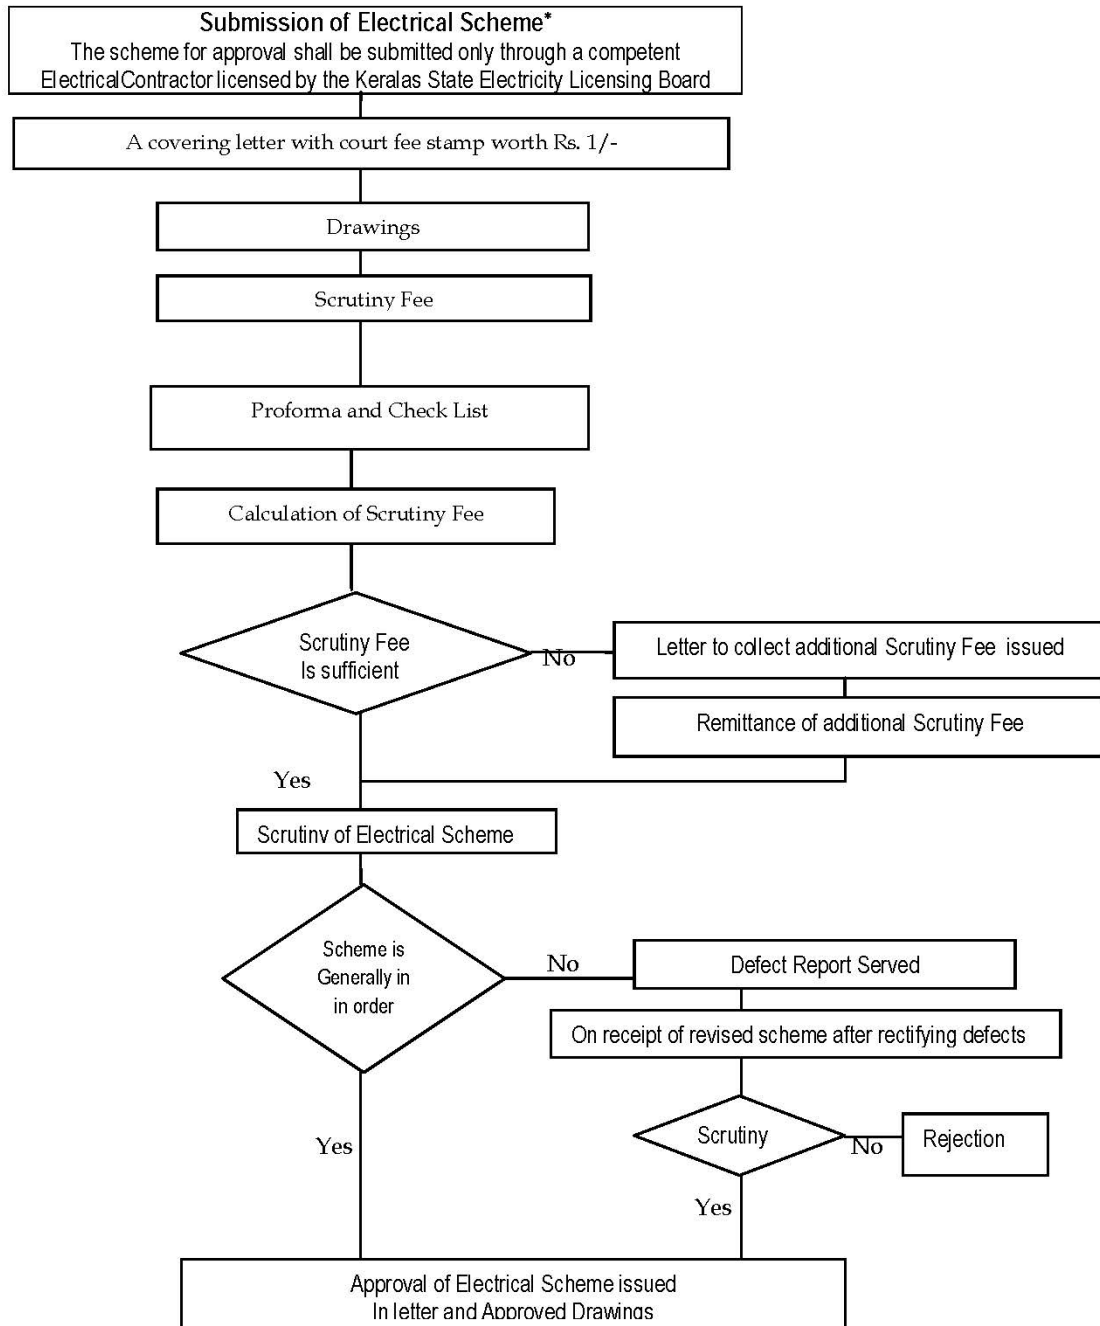 Submission of Electrical Scheme*
The scheme for approval shall be submitted only through a competent
ElectricalContractor licensed by the Keralas State Electricity Licensing Board
A covering letter with court fee stamp worth Rs. 1/-
Drawings
Scrutiny Fee
Proforma and Check List
Calculation of Scrutiny Fee
Scrutiny Fee
Is sufficient
No
Letter to collect additional Scrutiny Fee issued
Remittance of additional Scrutiny Fee
Yes
Scrutiny of Electrical Scheme
Scheme is
Generally in
in order
No
Defect Report Served
On receipt of revised scheme after rectifying defects
Scrutiny
No
Rejection
Yes
Yes
Approval of Electrical Scheme issued
In letter and Approved Drawings